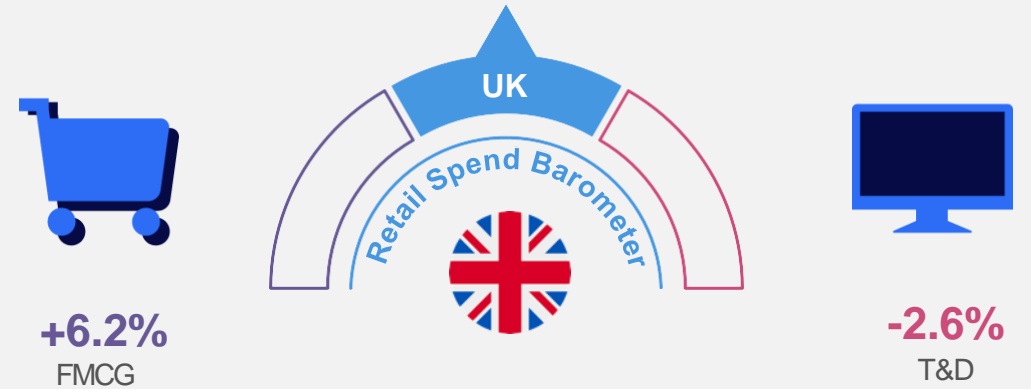 UK
Retail Spend Barometer
+6.2%
FMCG
-2.6%
T&D